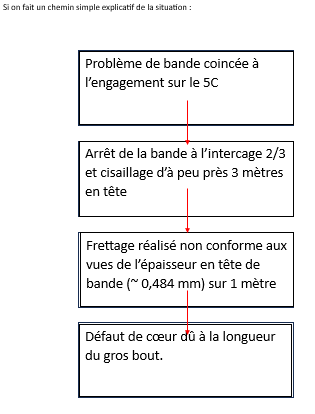 Si on fait un chemin simple explicatif de la situation :
Problème de bande coincée à
l'engagement sur le 5C
Arrêt de la bande à l'intercage 2/3
et cisaillage d'à peu près 3 mètres
en tête
Frettage réalisé non conforme aux
vues de l'épaisseur en tête de
bande (~ 0,484 mm) sur 1 mètre
Défaut de cœur dû à la longueur
du gros bout.